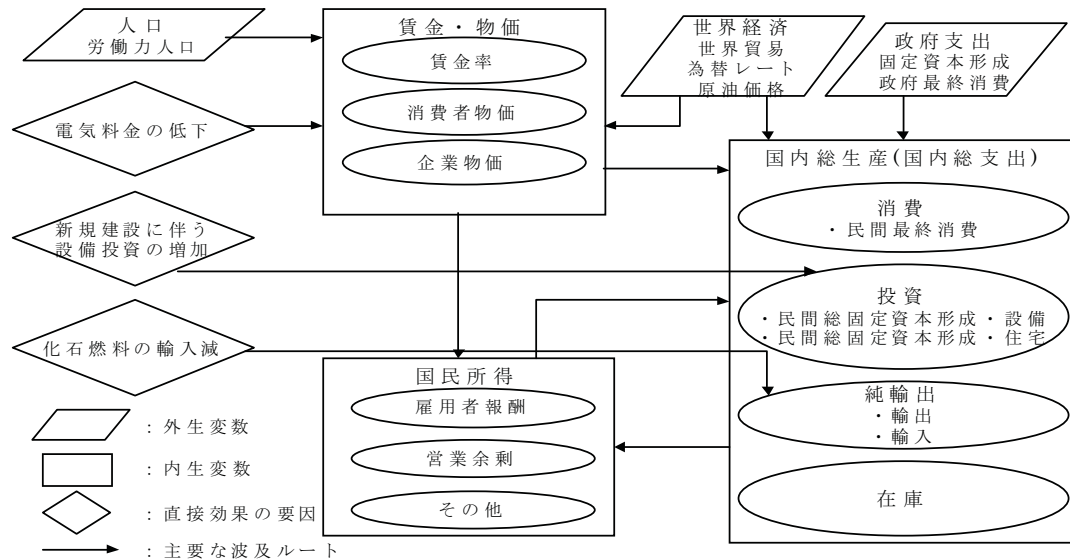 人口
労働力人口
賃金・物価
賃金率
消費者物価
企業物価
世界経済
世界貿易
為替レート
原油価格
政府支出
固定資本形成
政府最終消費
電気料金の低下
新規建設に伴う
設備投資の増加
化石燃料の輸入減
国内総生産(国内総支出)
消費
・民間最終消費
投資
・民間総固定資本形成・設備
・民間総固定資本形成・住宅
純輸出
・輸出
・輸入
在庫
国民所得
雇用者報酬
営業余剰
その他
：外生変数
：内生変数
：直接効果の要因
：主要な波及ルート